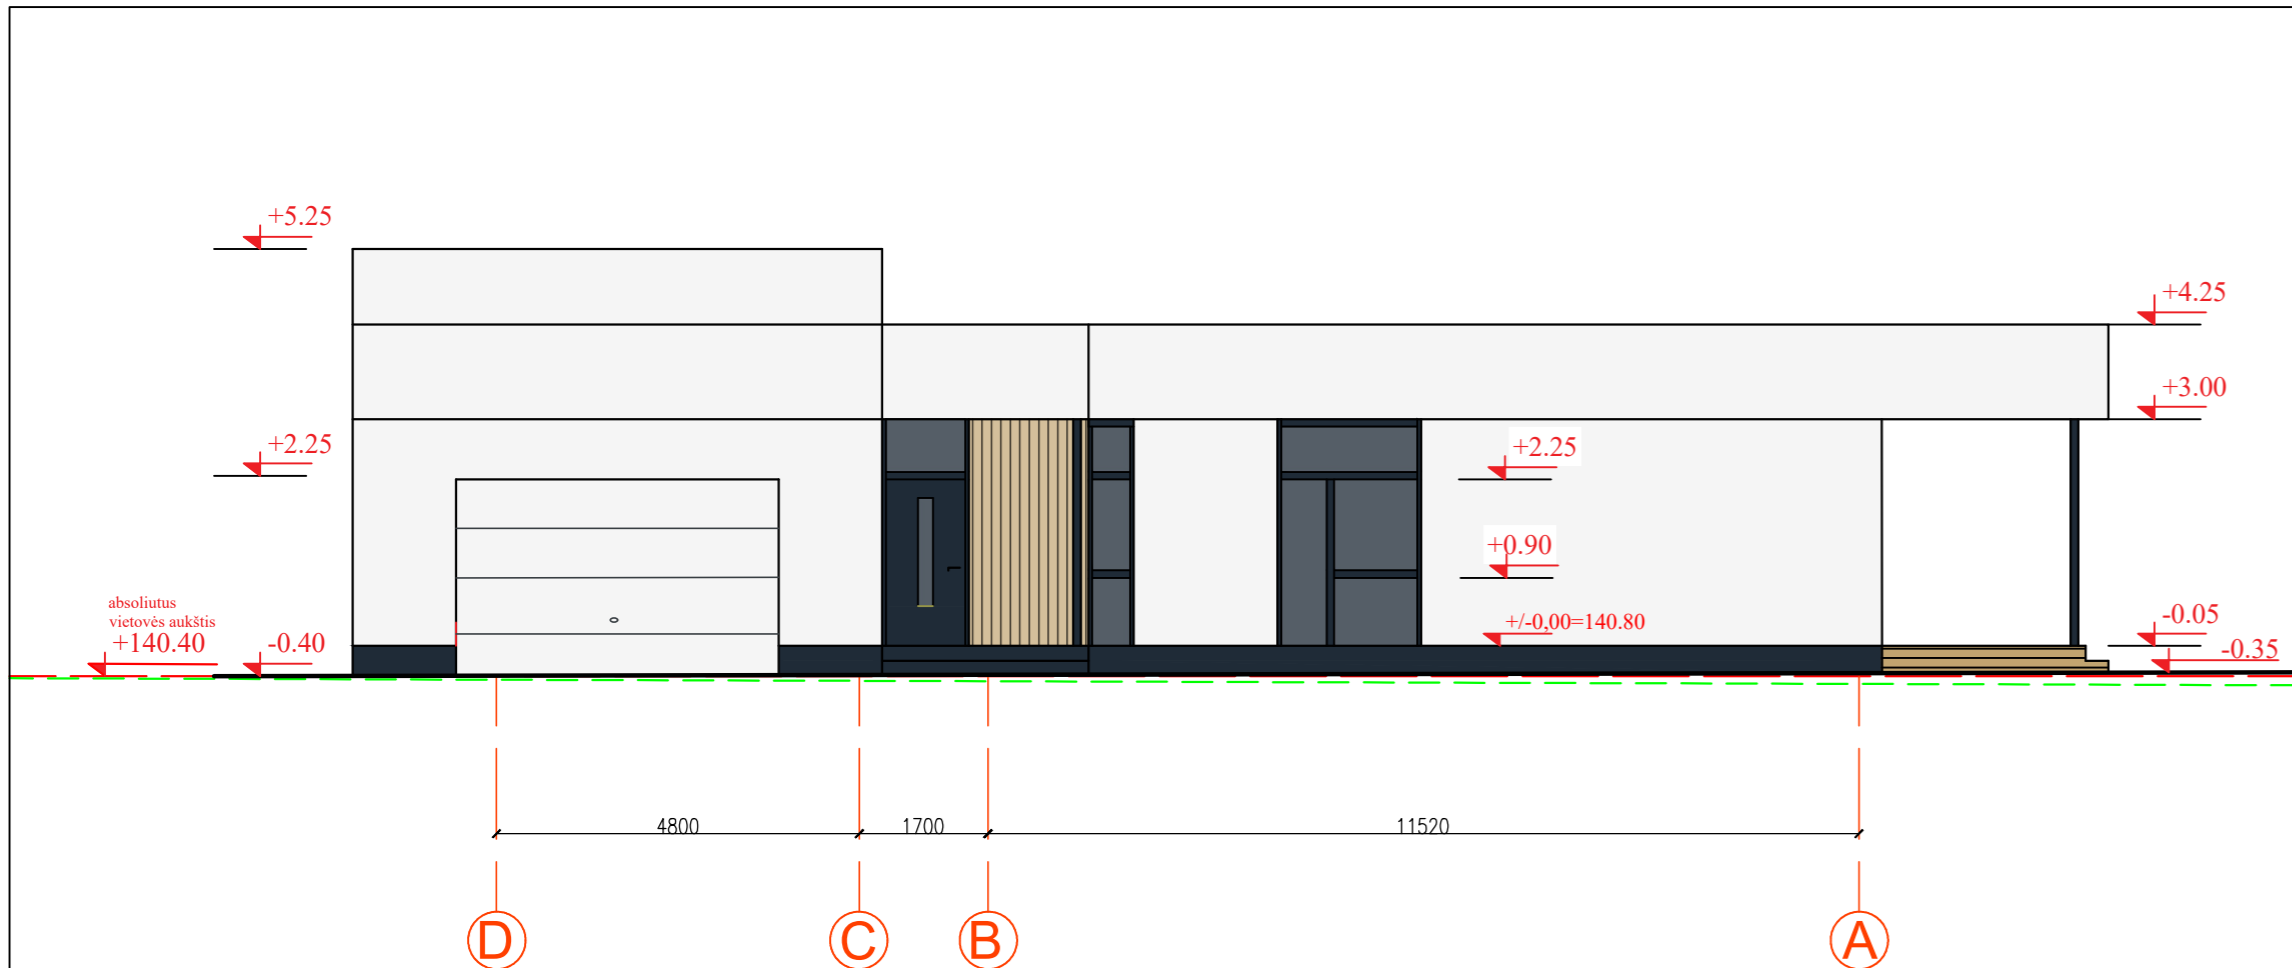 +5.25
+4.25
+3.00
+2.25
+2.25
+0.90
absoliutus
vietovės aukštis
+140.40
-0.40
+/-0,00=140.80
-0.05
-0.35
4800
1700
11520
D
C
B
A